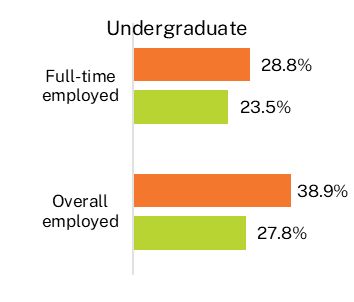 Undergraduate
Full-time
employed
28.8%
23.5%
Overall
employed
38.9%
27.8%